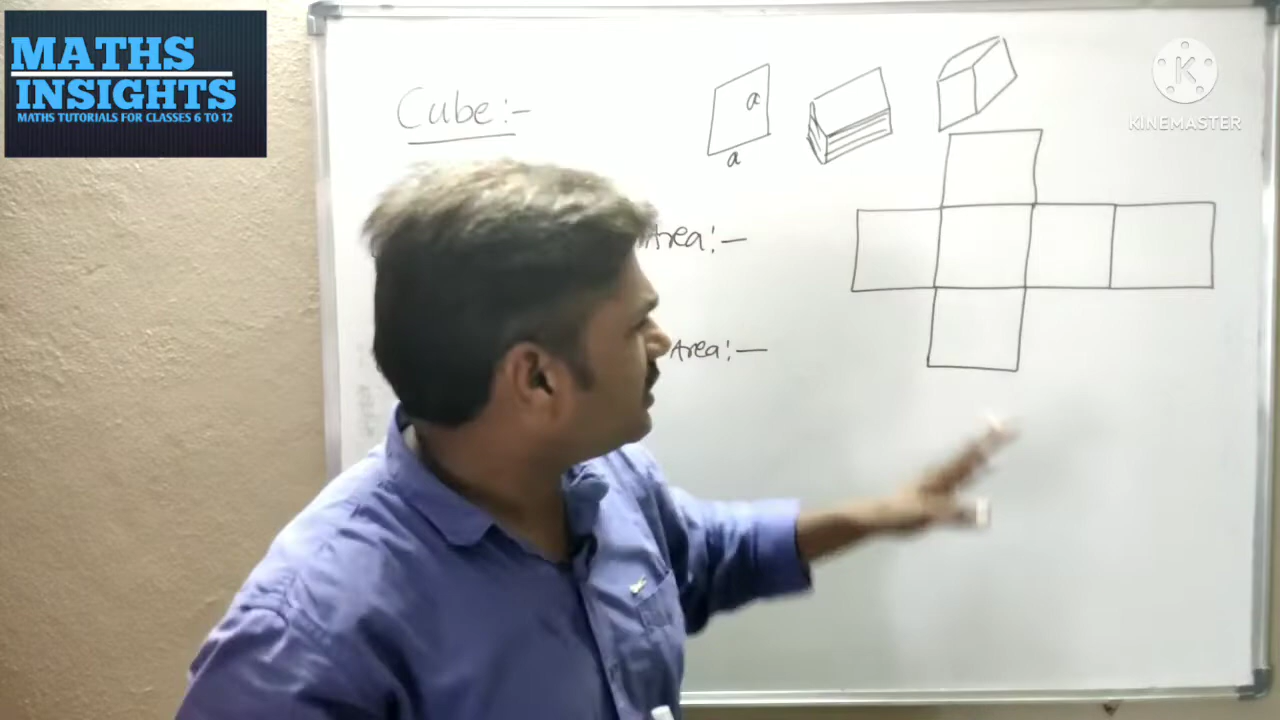 MATHS
INSIGHTS
MATHS TUTORIALS FOR CLASSES 6 TO 12
K
KINEMASTER
Cube:-
a
a
Area:-
Area:-